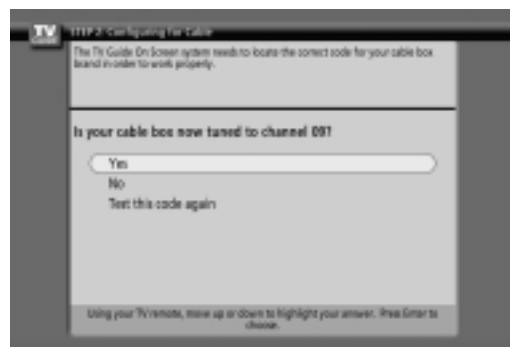 TV
GUIDE
STEP 2: Configuring for Cable
The TV Guide On Screen system needs to locate the correct code for your cable box
brand in order to work properly.
Is your cable box now tuned to channel 09?
Yes
No
Test this code again
Using your TV remote, move up or down to highlight your answer. Press Enter to
choose.